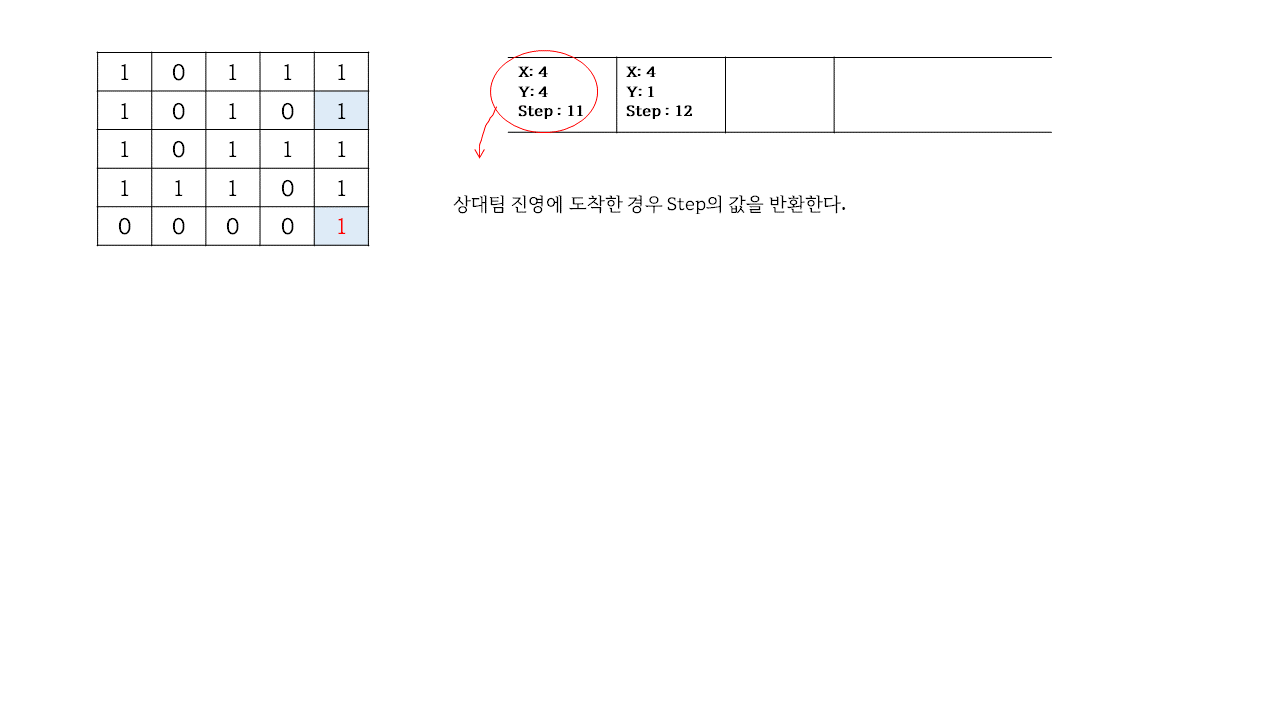 1 0 1 1 1
1 0 1 0 1
1 0 1 1 1
1 1 1 0 1
0 0 0 0 1
X: 4
Y: 4
Step : 11
X: 4
Y: 1
Step : 12
상대팀 진영에 도착한 경우 Step의 값을 반환한다.